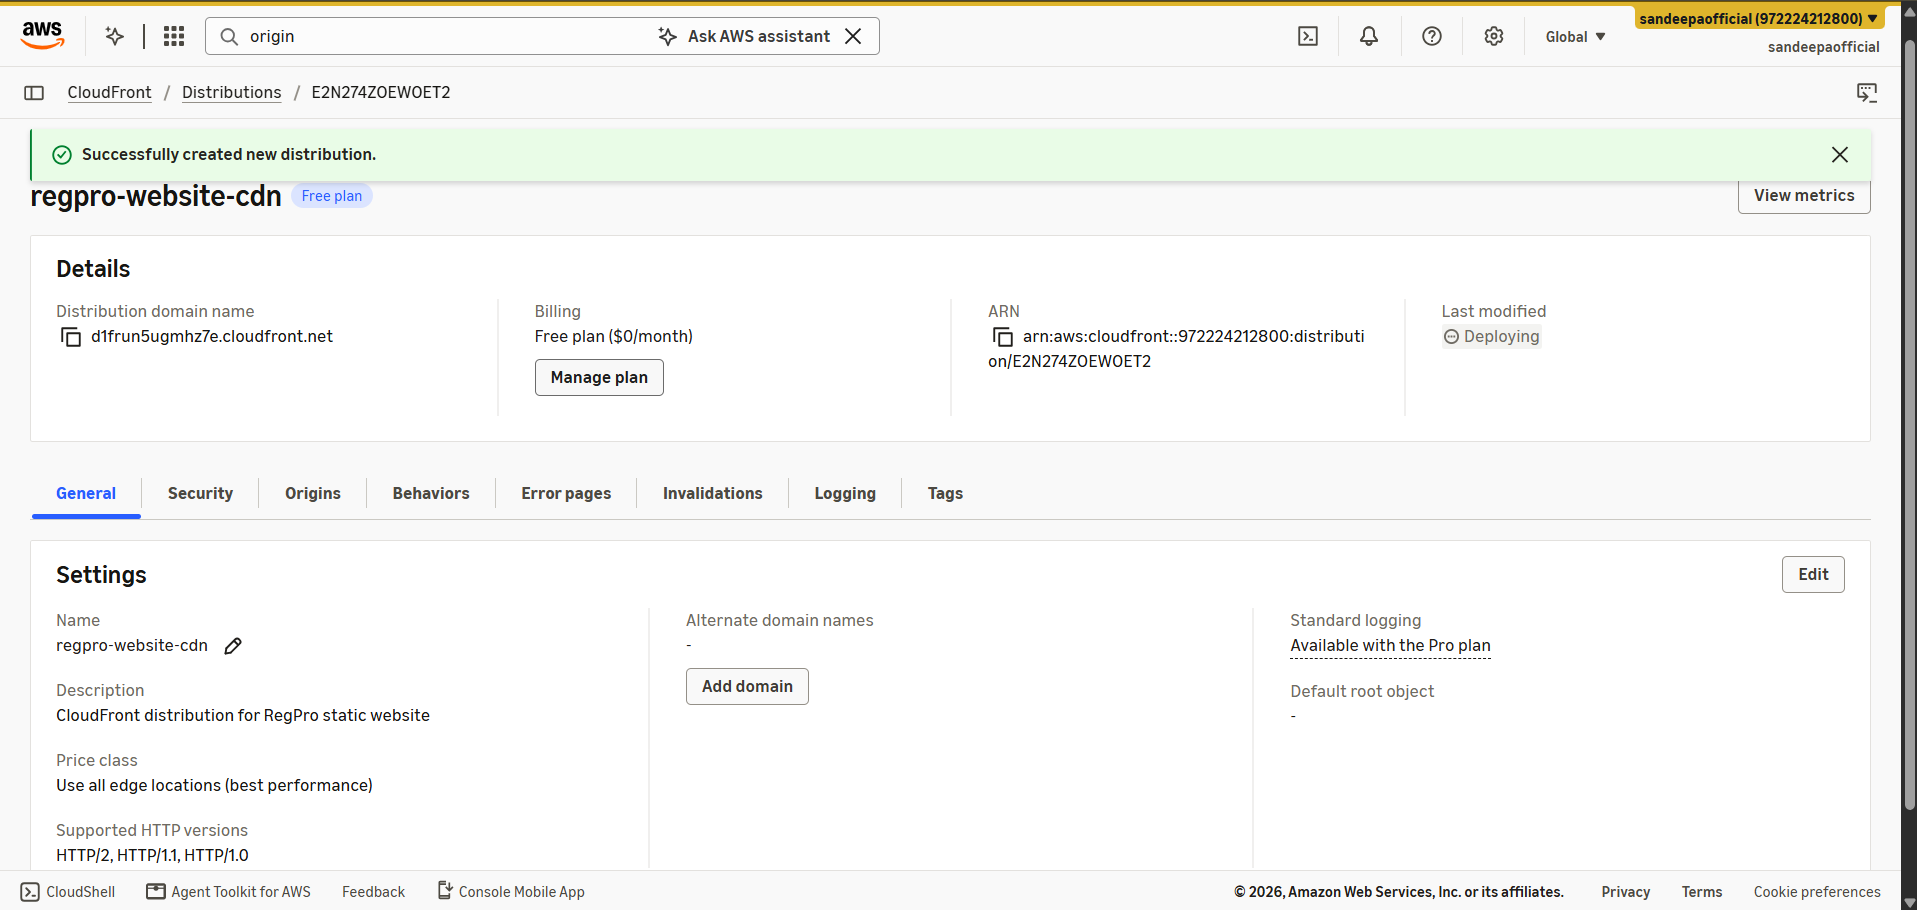 aws
origin
Ask AWS assistant
Global
sandeepaofficial (972224212800)
sandeepaofficial
CloudFront / Distributions / E2N274ZOEWOET2
Successfully created new distribution.
regpro-website-cdn
Free plan
View metrics
Details
Distribution domain name
d1frun5ugmhz7e.cloudfront.net
Billing
Free plan ($0/month)
Manage plan
ARN
arn:aws:cloudfront::972224212800:distributi
on/E2N274ZOEWOET2
Last modified
Deploying
General
Security
Origins
Behaviors
Error pages
Invalidations
Logging
Tags
Settings
Edit
Name
regpro-website-cdn
Description
CloudFront distribution for RegPro static website
Price class
Use all edge locations (best performance)
Supported HTTP versions
HTTP/2, HTTP/1.1, HTTP/1.0
Alternate domain names
-
Add domain
Standard logging
Available with the Pro plan
Default root object
-
CloudShell
Agent Toolkit for AWS
Feedback
Console Mobile App
© 2026, Amazon Web Services, Inc. or its affiliates.
Privacy
Terms
Cookie preferences